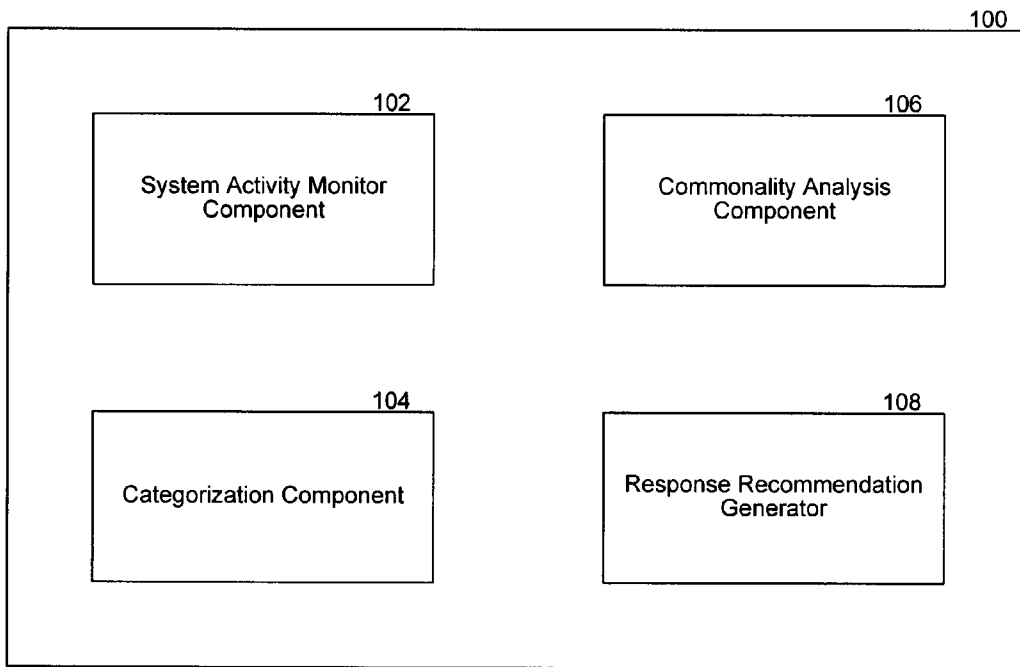 100
102
System Activity Monitor
Component
106
Commonality Analysis
Component
104
Categorization Component
108
Response Recommendation
Generator